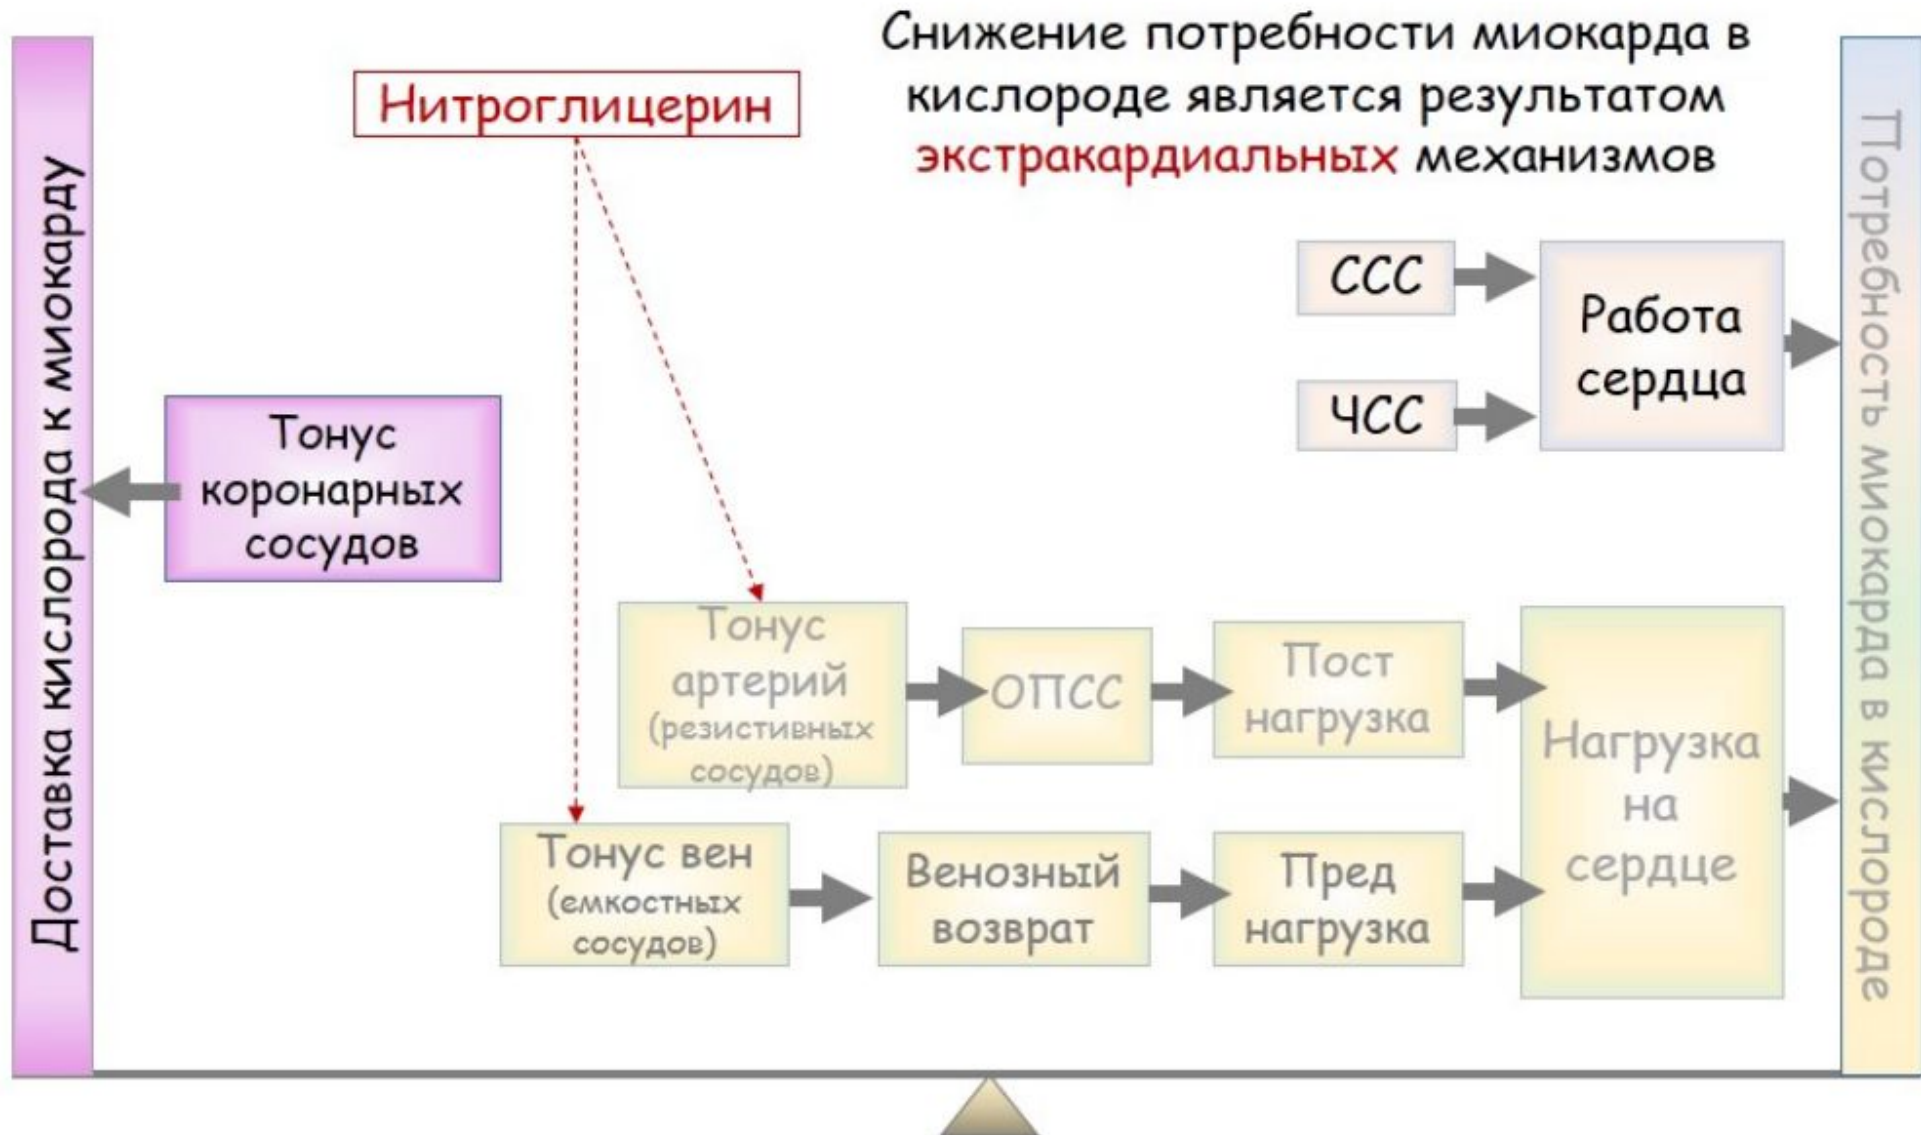 Снижение потребности миокарда в
кислороде является результатом
экстракардиальных механизмов
Нитроглицерин
Доставка кислорода к миокарду
Тонус
коронарных
сосудов
ССС
ЧСС
Работа
сердца
Потребность миокарда в кислороде
Тонус
артерий
(резистивных
сосудов)
ОПСС
Пост
нагрузка
Нагрузка
на
сердце
Тонус вен
(емкостных
сосудов)
Венозный
возврат
Пред
нагрузка